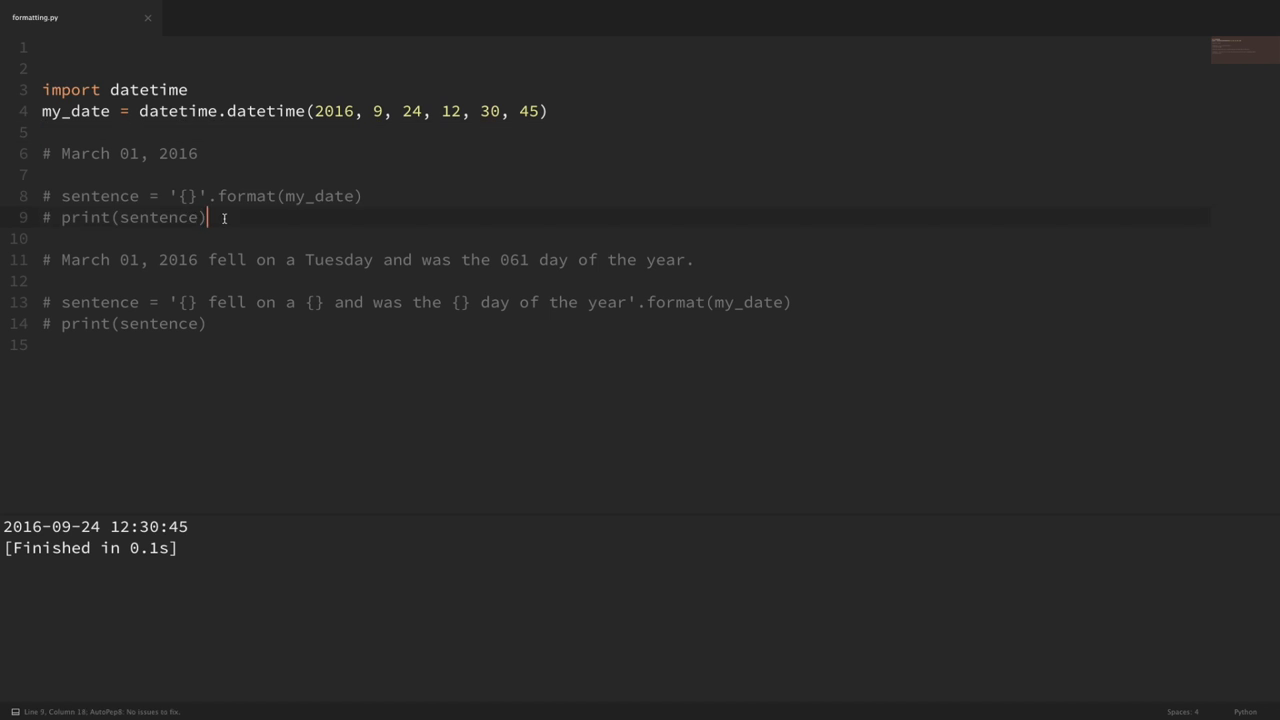 formatting.py ×
1
2
3 import datetime
4 my_date = datetime.datetime(2016, 9, 24, 12, 30, 45)
5
6 # March 01, 2016
7
8 # sentence = '{}'.format(my_date)
9 # print(sentence)
10
11 # March 01, 2016 fell on a Tuesday and was the 061 day of the year.
12
13 # sentence = '{} fell on a {} and was the {} day of the year'.format(my_date)
14 # print(sentence)
15
2016-09-24 12:30:45
[Finished in 0.1s]
Line 9, Column 18; AutoPep8: No issues to fix. Spaces: 4 Python